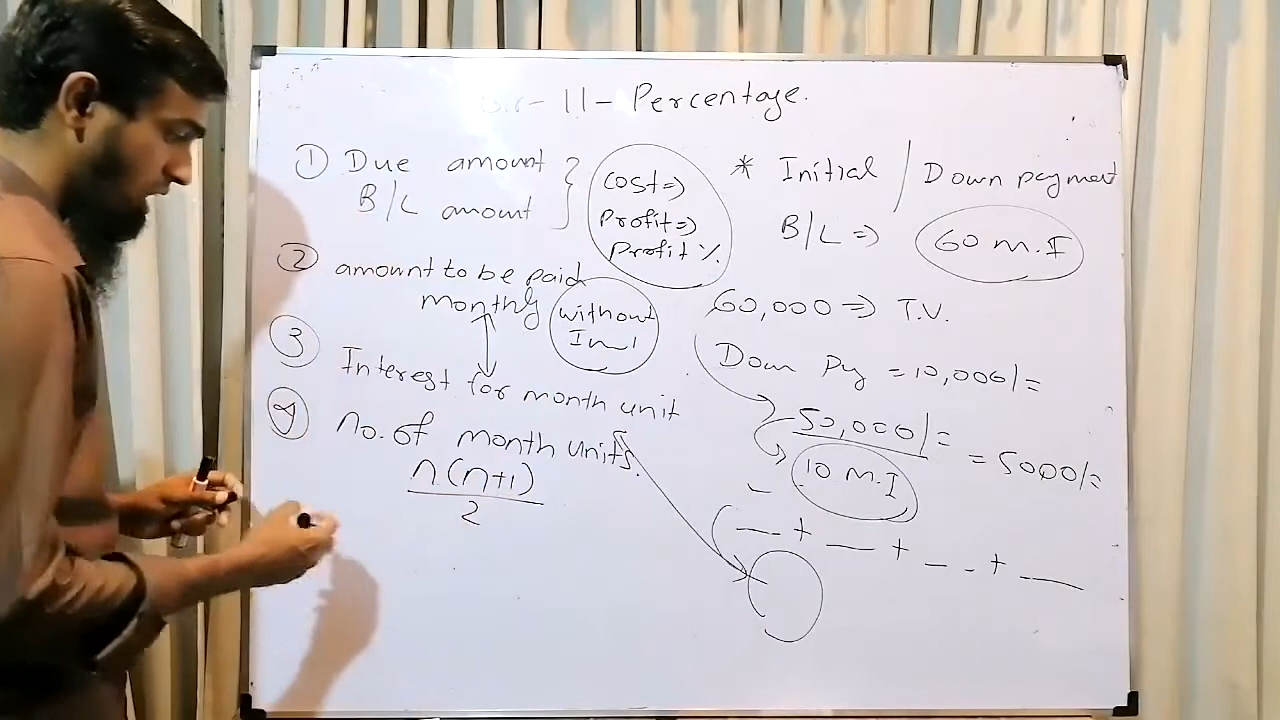 11 - Percentage.
① Due amount
B/L amount
Cost ⇒
Profit ⇒
Profit %
② amount to be paid
monthly
without
③ Interest for month unit
④ No. of month units.
n(n+1)
2
* Initial / Down payment
B/L ⇒ 60 M.I
60,000 ⇒ T.V.
Down Py = 10,000/=
50,000/=
10 M.I = 5000/=
— + — + — + —